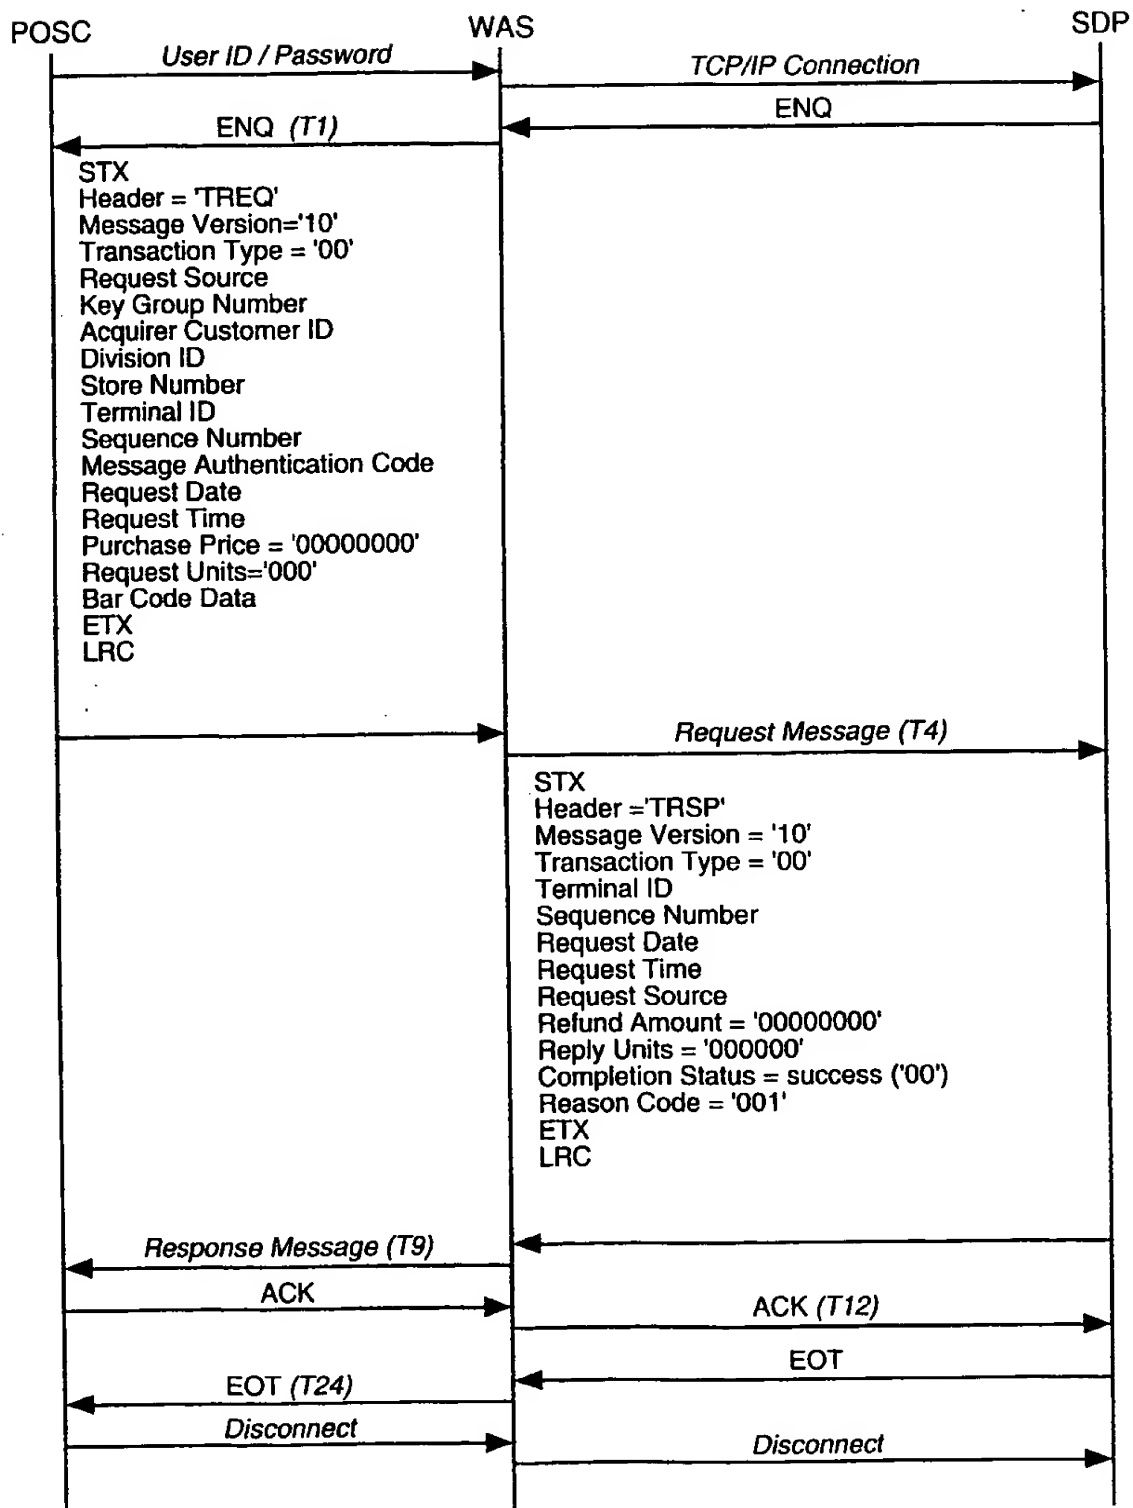 POSC
WAS
SDP
User ID / Password
TCP/IP Connection
ENQ
ENQ (T1)
STX
Header = 'TREQ'
Message Version='10'
Transaction Type = '00'
Request Source
Key Group Number
Acquirer Customer ID
Division ID
Store Number
Terminal ID
Sequence Number
Message Authentication Code
Request Date
Request Time
Purchase Price = '00000000'
Request Units='000'
Bar Code Data
ETX
LRC
Request Message (T4)
STX
Header ='TRSP'
Message Version = '10'
Transaction Type = '00'
Terminal ID
Sequence Number
Request Date
Request Time
Request Source
Refund Amount = '00000000'
Reply Units = '000000'
Completion Status = success ('00')
Reason Code = '001'
ETX
LRC
Response Message (T9)
ACK
ACK (T12)
EOT
EOT (T24)
Disconnect
Disconnect